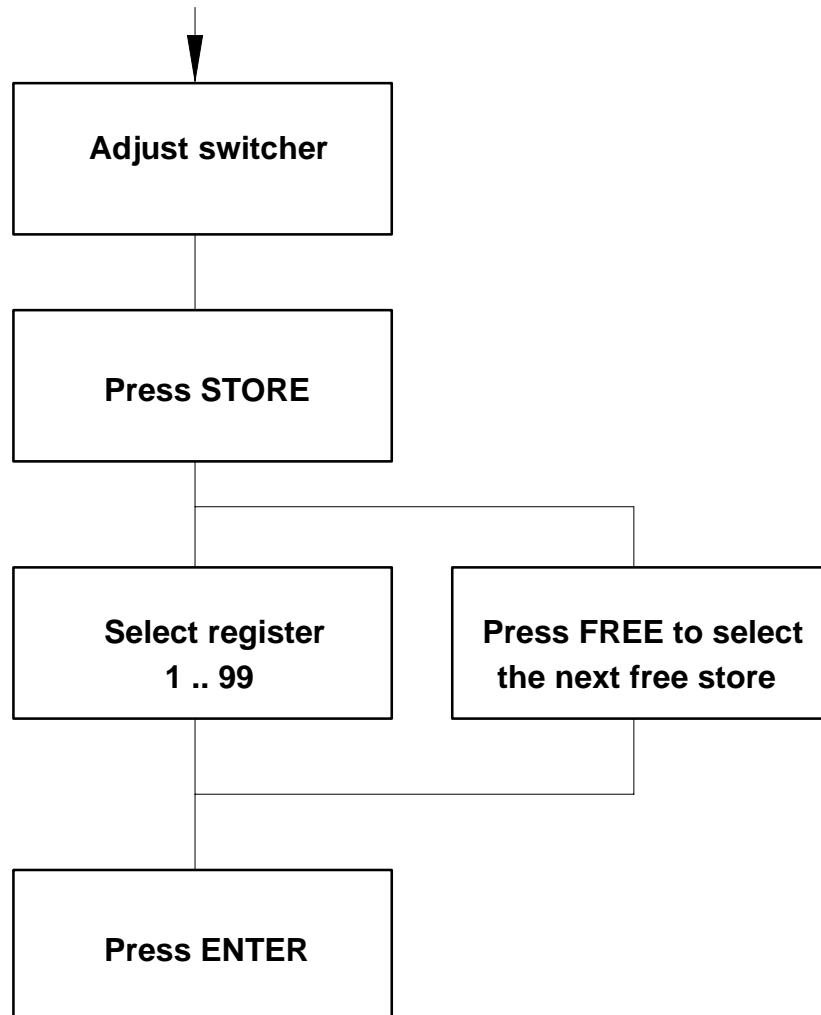 Adjust switcher
Press STORE
Select register
1 .. 99
Press FREE to select
the next free store
Press ENTER